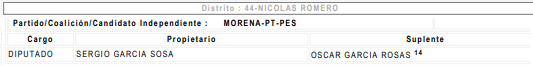 Distrito : 44-NICOLAS ROMERO
Partido/Coalición/Candidato Independiente : MORENA-PT-PES
Cargo Propietario Suplente
DIPUTADO SERGIO GARCIA SOSA OSCAR GARCIA ROSAS 14